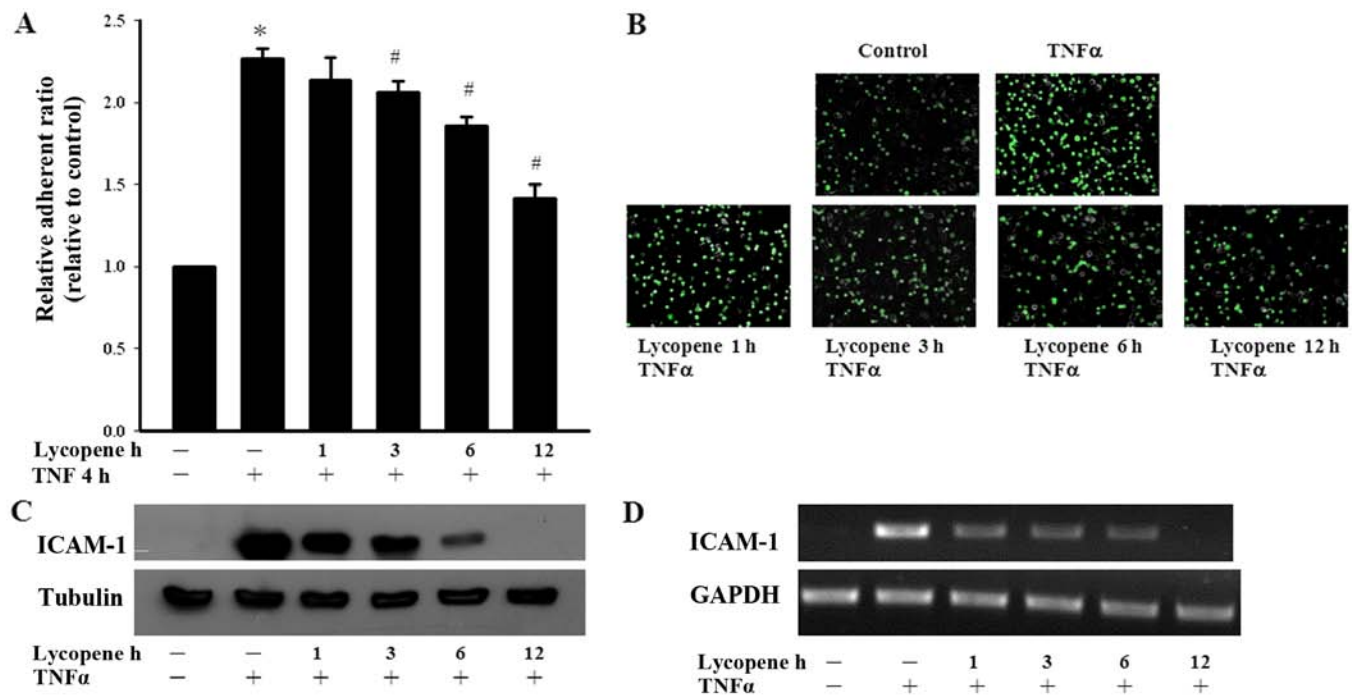 A
2.5
2.0
1.5
1.0
0.5
0.0
Relative adherent ratio
(relative to control)
*
#
#
#
Lycopene h – – 1 3 6 12
TNF 4 h – + + + + +
B
Control TNFα
Lycopene 1 h Lycopene 3 h Lycopene 6 h Lycopene 12 h
TNFα TNFα TNFα TNFα
C
ICAM-1
Tubulin
Lycopene h – – 1 3 6 12
TNFα – + + + + +
D
ICAM-1
GAPDH
Lycopene h – – 1 3 6 12
TNFα – + + + + +